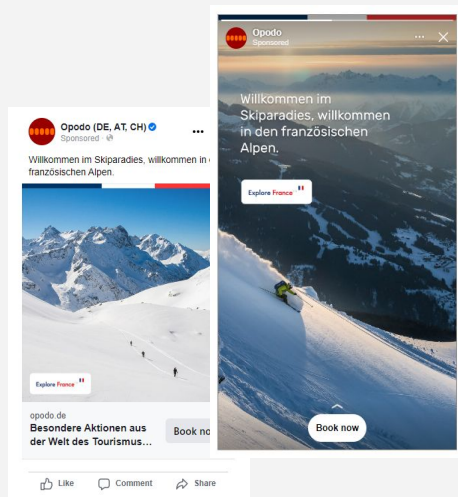 Opodo (DE, AT, CH)
Sponsored
Willkommen im Skiparadies, willkommen in
französischen Alpen.
Explore France
opodo.de
Besondere Aktionen aus
der Welt des Tourismus...
Book no
Like
Comment
Share
Opodo
Sponsored
Willkommen im
Skiparadies, willkommen
in den französischen
Alpen.
Explore France
Book now